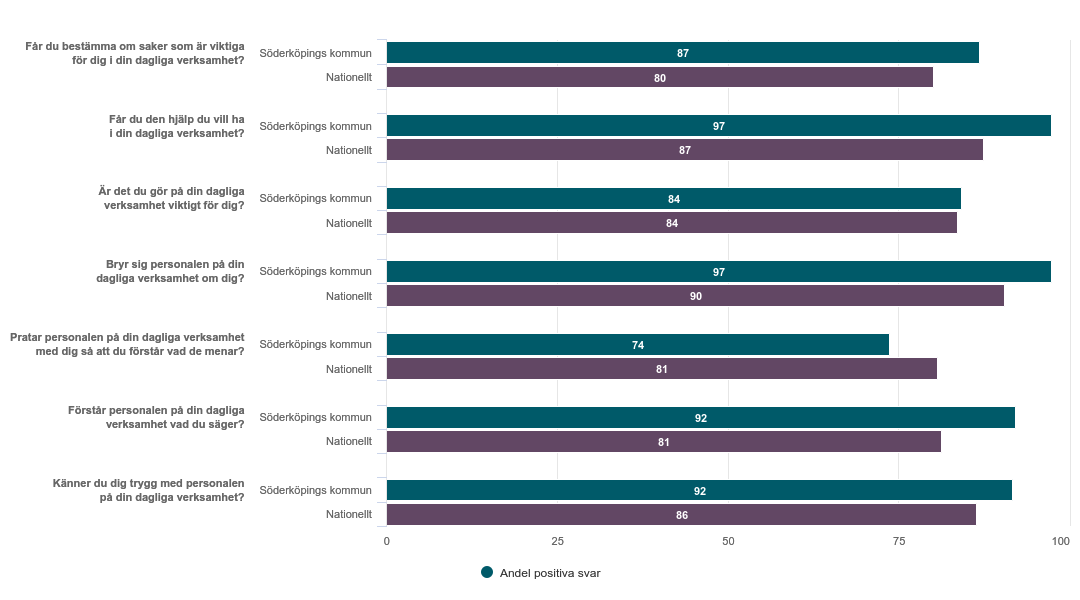 Får du bestämma om saker som är viktiga
för dig i din dagliga verksamhet?
Söderköpings kommun
87
Nationellt
80
Får du den hjälp du vill ha
i din dagliga verksamhet?
Söderköpings kommun
97
Nationellt
87
Är det du gör på din dagliga
verksamhet viktigt för dig?
Söderköpings kommun
84
Nationellt
84
Bryr sig personalen på din
dagliga verksamhet om dig?
Söderköpings kommun
97
Nationellt
90
Pratar personalen på din dagliga verksamhet
med dig så att du förstår vad de menar?
Söderköpings kommun
74
Nationellt
81
Förstår personalen på din dagliga
verksamhet vad du säger?
Söderköpings kommun
92
Nationellt
81
Känner du dig trygg med personalen
på din dagliga verksamhet?
Söderköpings kommun
92
Nationellt
86
0 25 50 75 100
Andel positiva svar